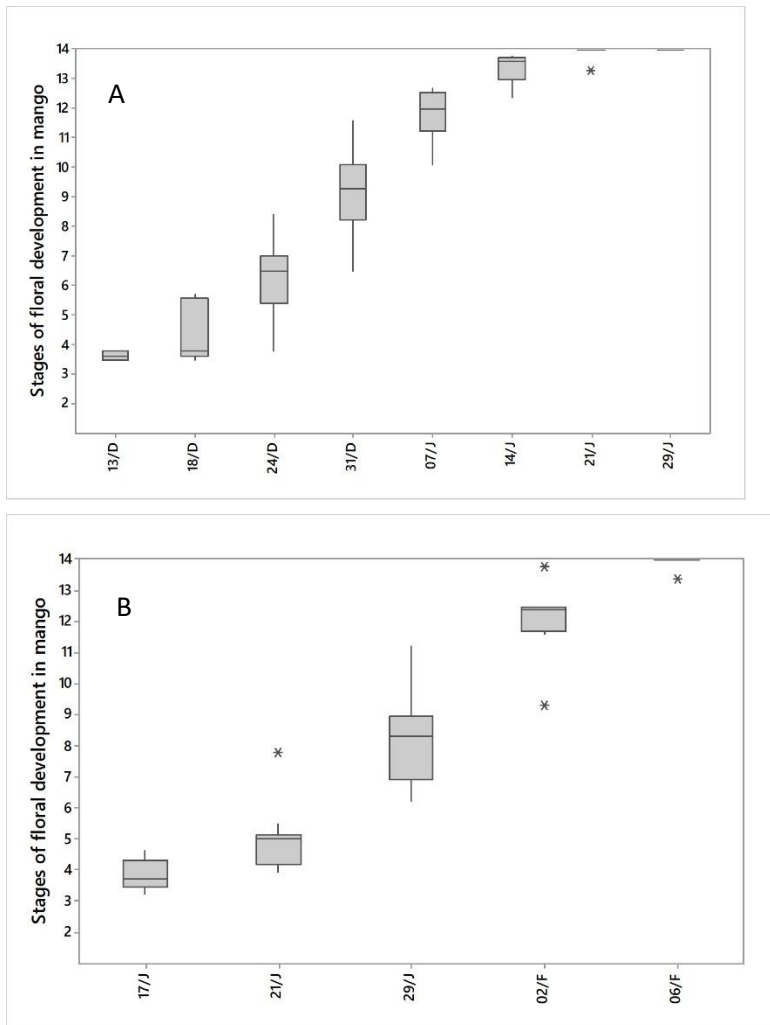 A
Stages of floral development in mango
14
13
12
11
10
9
8
7
6
5
4
3
2
13/D
18/D
24/D
31/D
07/J
14/J
21/J
29/J
B
Stages of floral development in mango
14
13
12
11
10
9
8
7
6
5
4
3
2
17/J
21/J
29/J
02/F
06/F